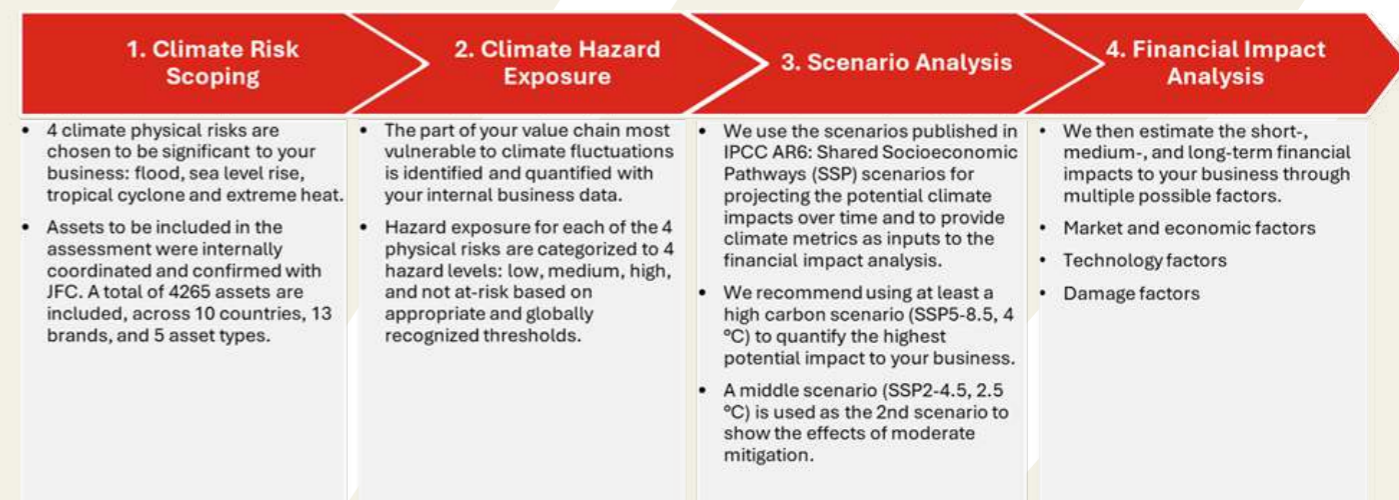 1. Climate Risk
Scoping
2. Climate Hazard
Exposure
3. Scenario Analysis
4. Financial Impact
Analysis
• 4 climate physical risks are
chosen to be significant to your
business: flood, sea level rise,
tropical cyclone and extreme heat.
• Assets to be included in the
assessment were internally
coordinated and confirmed with
JFC. A total of 4265 assets are
included, across 10 countries, 13
brands, and 5 asset types.
• The part of your value chain most
vulnerable to climate fluctuations
is identified and quantified with
your internal business data.
• Hazard exposure for each of the 4
physical risks are categorized to 4
hazard levels: low, medium, high,
and not at-risk based on
appropriate and globally
recognized thresholds.
• We use the scenarios published in
IPCC AR6: Shared Socioeconomic
Pathways (SSP) scenarios for
projecting the potential climate
impacts over time and to provide
climate metrics as inputs to the
financial impact analysis.
• We recommend using at least a
high carbon scenario (SSP5-8.5, 4
°C) to quantify the highest
potential impact to your business.
• A middle scenario (SSP2-4.5, 2.5
°C) is used as the 2nd scenario to
show the effects of moderate
mitigation.
• We then estimate the short-,
medium-, and long-term financial
impacts to your business through
multiple possible factors.
• Market and economic factors
• Technology factors
• Damage factors